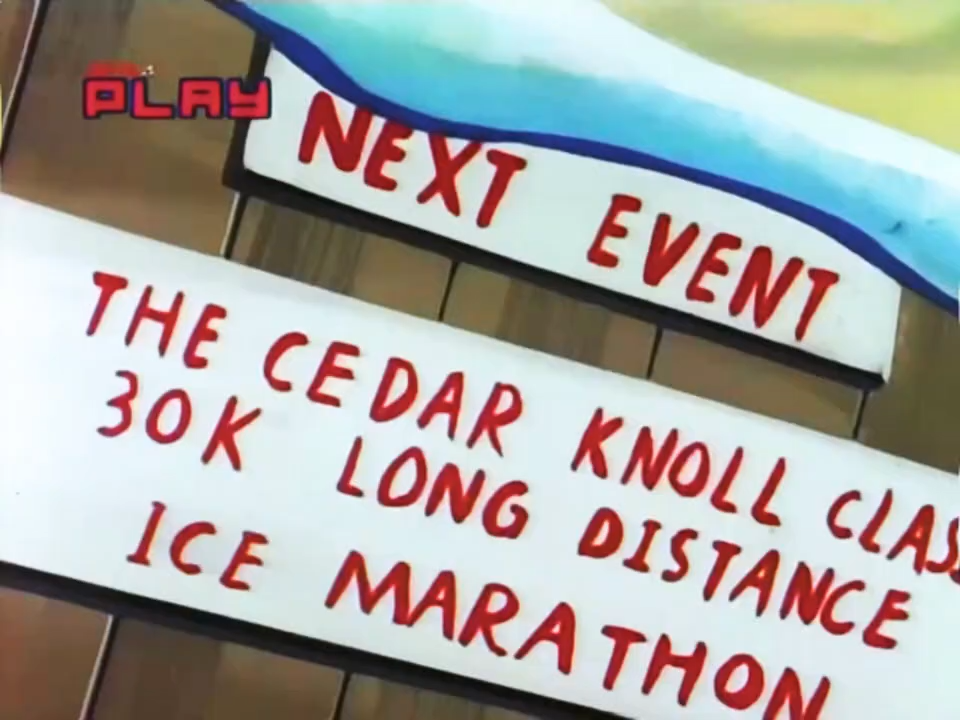 PLAY
NEXT EVENT
THE CEDAR KNOLL CLAS
30K LONG DISTANCE
ICE MARATHON